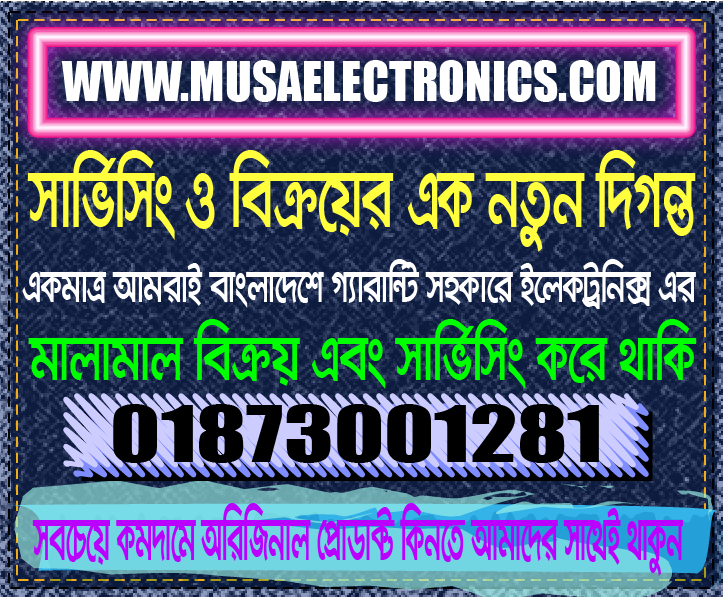 WWW.MUSAELECTRONICS.COM
সার্ভিসিং ও বিক্রয়ের এক নতুন দিগন্ত
একমাত্র আমরাই বাংলাদেশে গ্যারান্টি সহকারে ইলেকট্রনিক্স এর
মালামাল বিক্রয় এবং সার্ভিসিং করে থাকি
01873001281
সবচেয়ে কমদামে অরিজিনাল প্রোডাক্ট কিনতে আমাদের সাথেই থাকুন